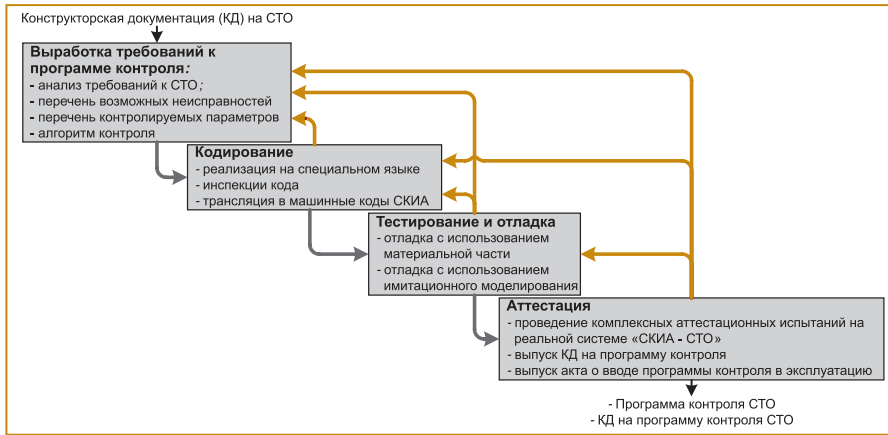 Конструкторская документация (КД) на СТО
Выработка требований к
программе контроля:
- анализ требований к СТО;
- перечень возможных неисправностей
- перечень контролируемых параметров
- алгоритм контроля
Кодирование
- реализация на специальном языке
- инспекции кода
- трансляция в машинные коды СКИА
Тестирование и отладка
- отладка с использованием
материальной части
- отладка с использованием
имитационного моделирования
Аттестация
- проведение комплексных аттестационных испытаний на
реальной системе «СКИА - СТО»
- выпуск КД на программу контроля
- выпуск акта о вводе программы контроля в эксплуатацию
- Программа контроля СТО
- КД на программу контроля СТО